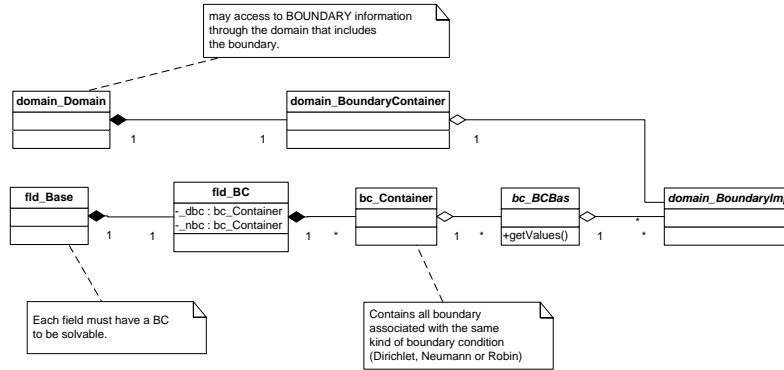 may access to BOUNDARY information
through the domain that includes
the boundary.
domain_Domain
domain_BoundaryContainer
1
1
1
fld_Base
fld_BC
-_dbc : bc_Container
-_nbc : bc_Container
bc_Container
bc_BCBas
+getValues()
domain_BoundaryImp
1
1
1
*
1
*
1
*
*
Each field must have a BC
to be solvable.
Contains all boundary
associated with the same
kind of boundary condition
(Dirichlet, Neumann or Robin)